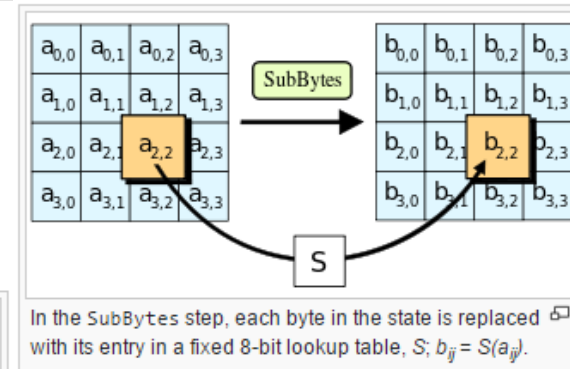 a0,0 a0,1 a0,2 a0,3 SubBytes b0,0 b0,1 b0,2 b0,3
a1,0 a1,1 a1,2 a1,3 b1,0 b1,1 b1,2 b1,3
a2,0 a2,1 a2,2 a2,3 b2,0 b2,1 b2,2 b2,3
a3,0 a3,1 a3,2 a3,3 b3,0 b3,1 b3,2 b3,3
S
In the SubBytes step, each byte in the state is replaced
with its entry in a fixed 8-bit lookup table, S; bij = S(aij).